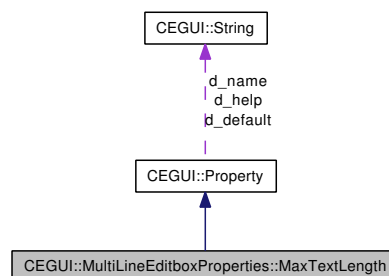 CEGUI::String
d_name
d_help
d_default
CEGUI::Property
CEGUI::MultiLineEditboxProperties::MaxTextLength